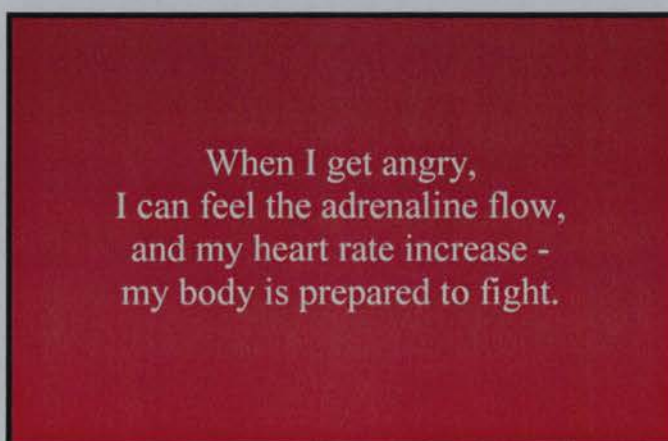 When I get angry,
I can feel the adrenaline flow,
and my heart rate increase -
my body is prepared to fight.